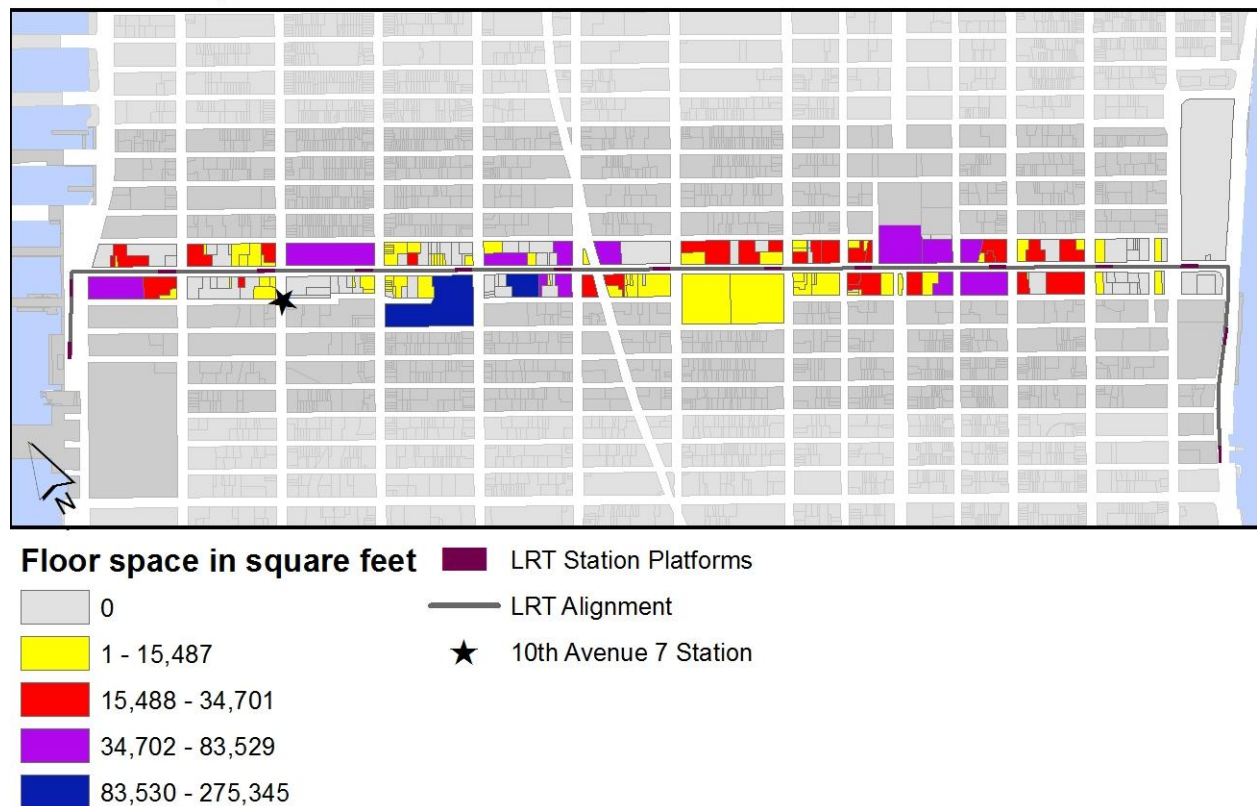 N
Floor space in square feet
LRT Station Platforms
0
LRT Alignment
1 - 15,487
10th Avenue 7 Station
15,488 - 34,701
34,702 - 83,529
83,530 - 275,345